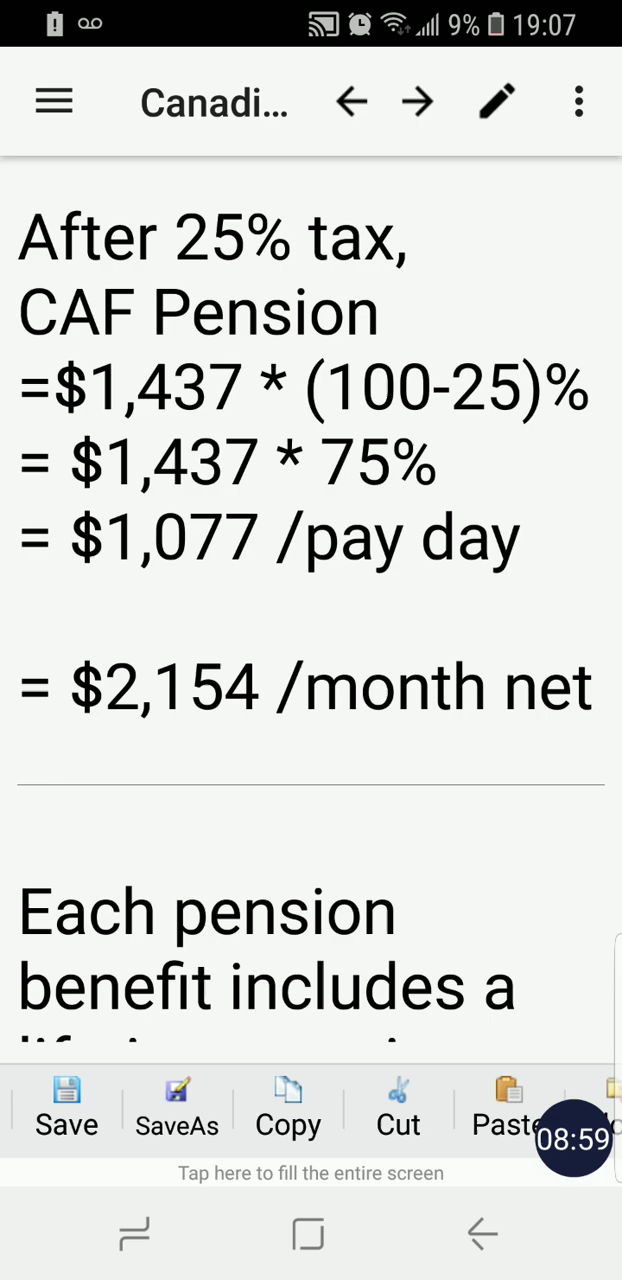 9% 19:07
Canadi...
After 25% tax,
CAF Pension
=$1,437 * (100-25)%
= $1,437 * 75%
= $1,077 /pay day
= $2,154 /month net
Each pension
benefit includes a
Save SaveAs Copy Cut Paste
08:59
Tap here to fill the entire screen